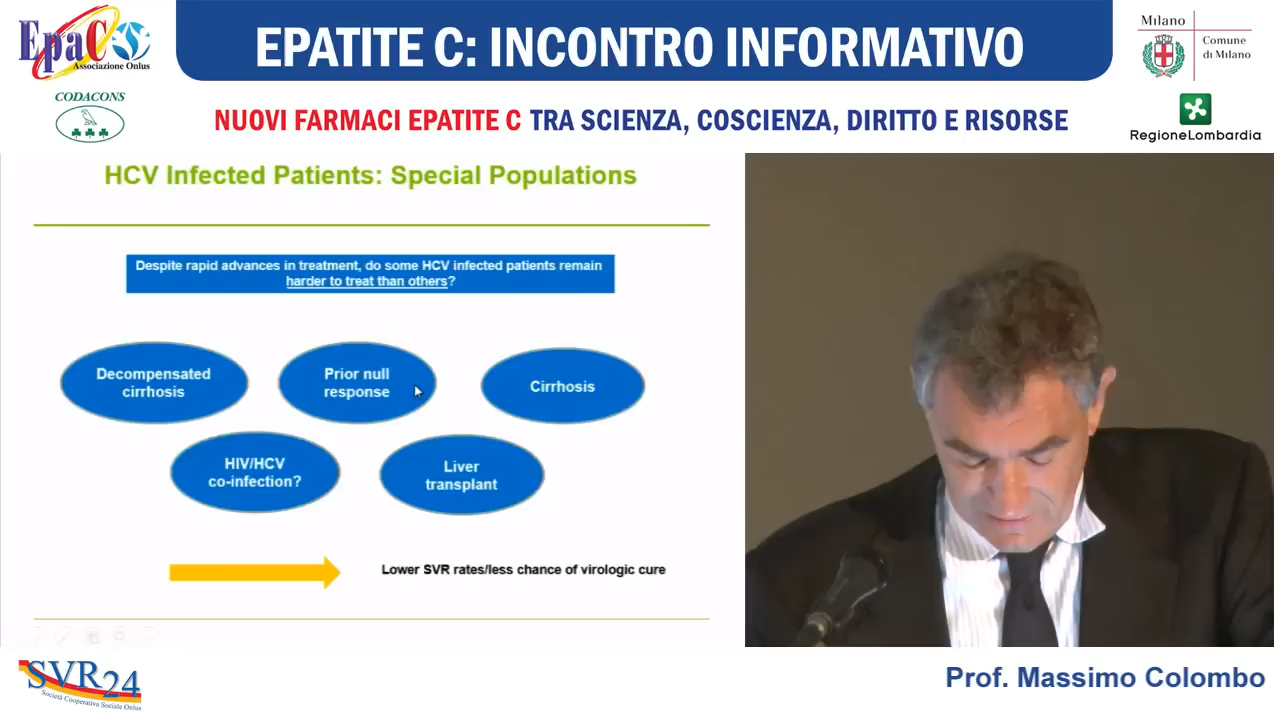 EpaC
Associazione Onlus
CODACONS
EPATITE C: INCONTRO INFORMATIVO
NUOVI FARMACI EPATITE C TRA SCIENZA, COSCIENZA, DIRITTO E RISORSE
Milano
Comune
di Milano
RegioneLombardia
HCV Infected Patients: Special Populations
Despite rapid advances in treatment, do some HCV infected patients remain
harder to treat than others?
Decompensated
cirrhosis
Prior null
response
Cirrhosis
HIV/HCV
co-infection?
Liver
transplant
Lower SVR rates/less chance of virologic cure
SVR24
Società Cooperativa Sociale Onlus
Prof. Massimo Colombo